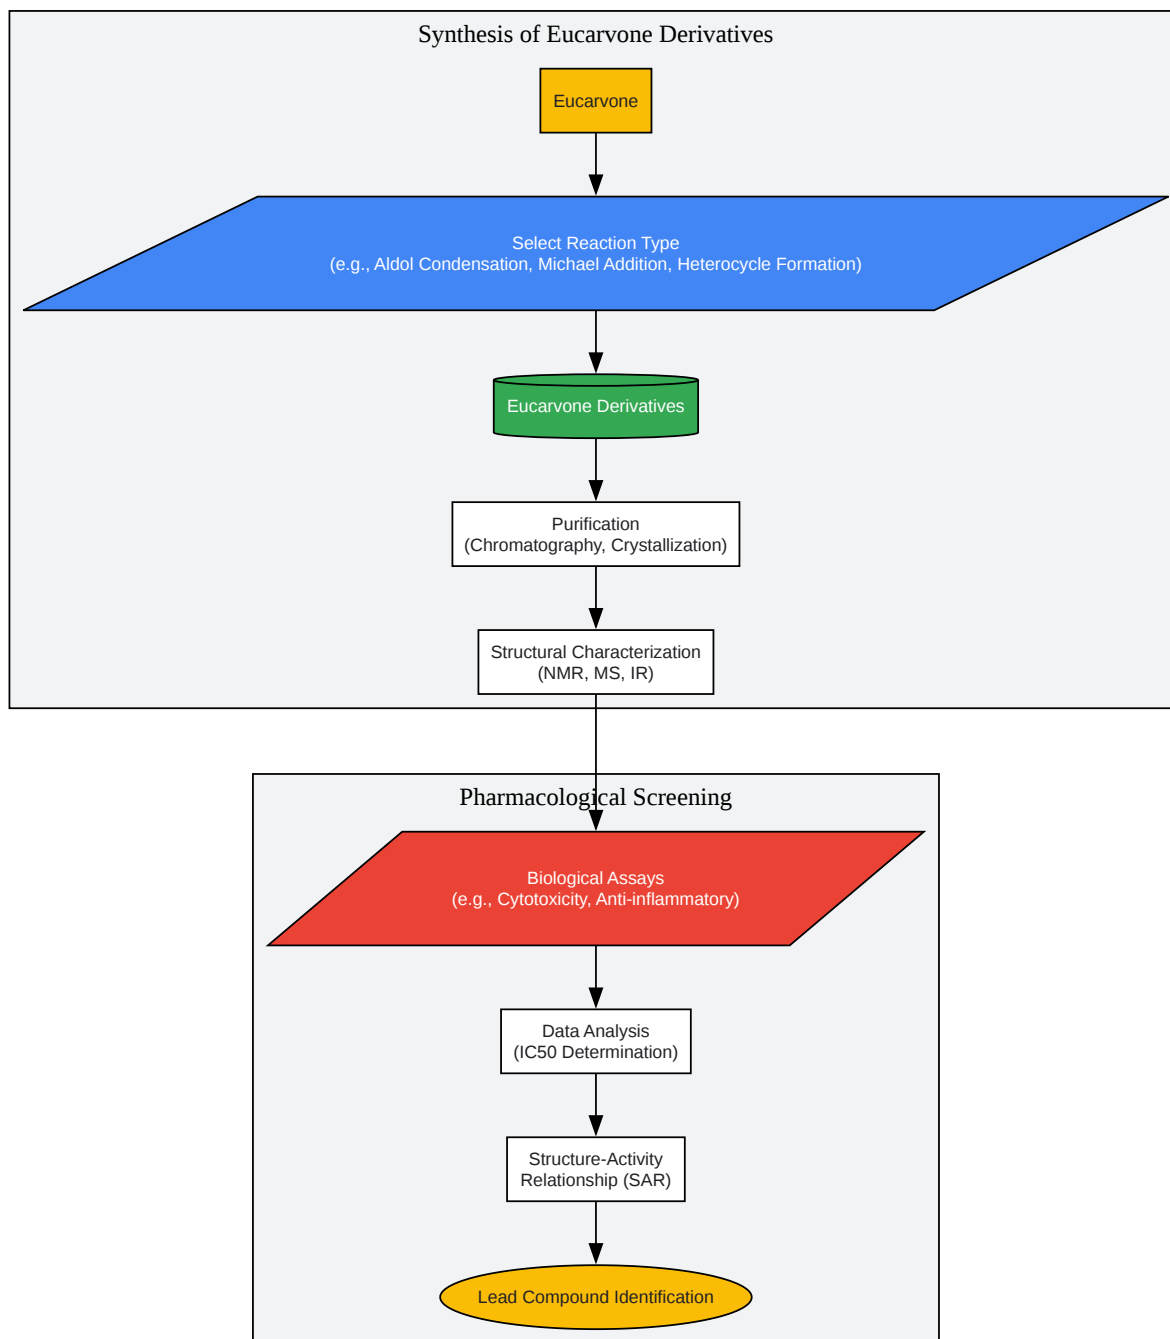 Synthesis of Eucarvone Derivatives
Eucarvone
Select Reaction Type
(e.g., Aldol Condensation, Michael Addition, Heterocycle Formation)
Eucarvone Derivatives
Purification
(Chromatography, Crystallization)
Structural Characterization
(NMR, MS, IR)
Pharmacological Screening
Biological Assays
(e.g., Cytotoxicity, Anti-inflammatory)
Data Analysis
(IC50 Determination)
Structure-Activity
Relationship (SAR)
Lead Compound Identification